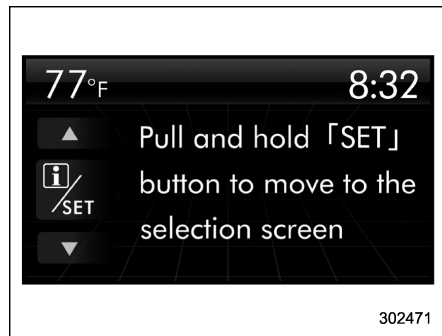 77°F 8:32
Pull and hold「SET」
button to move to the
i/SET
selection screen
302471